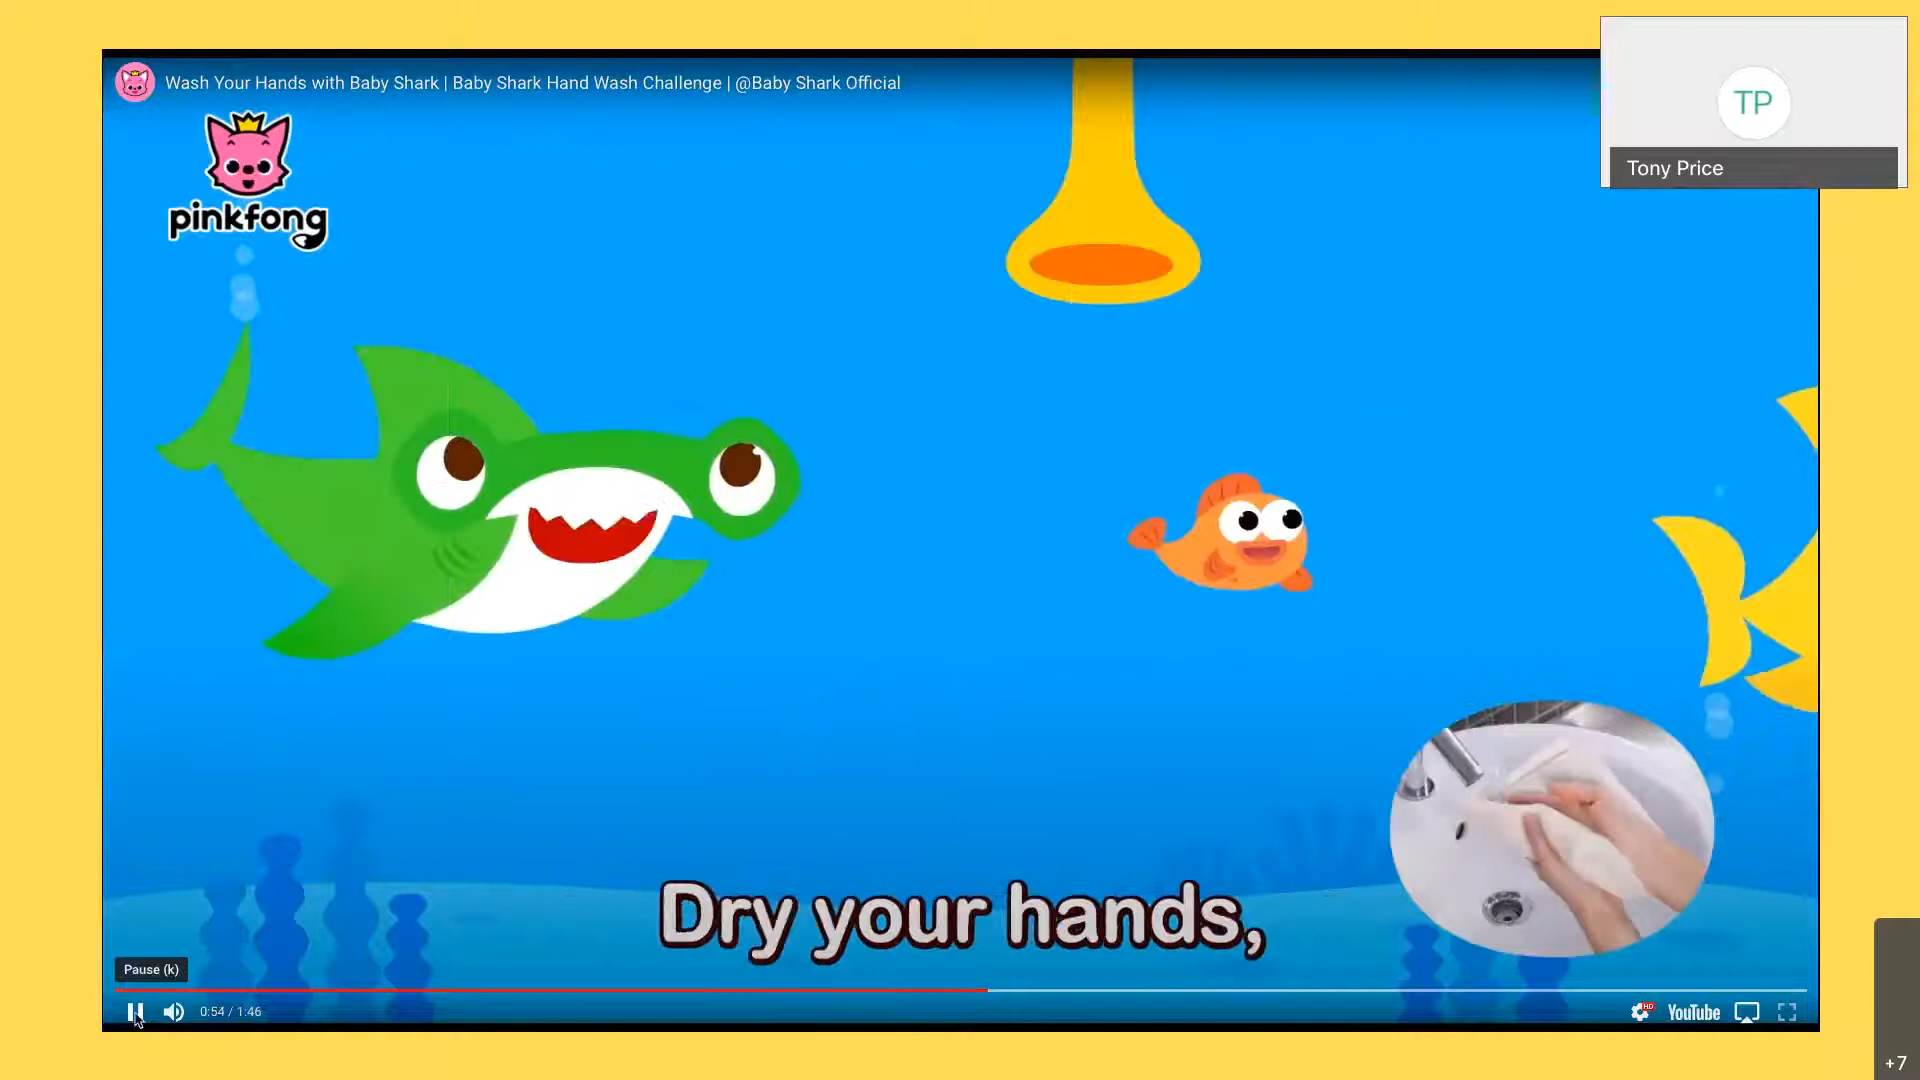 Wash Your Hands with Baby Shark | Baby Shark Hand Wash Challenge | @Baby Shark Official
TP
Tony Price
pinkfong
Dry your hands,
Pause (k)
0:54 / 1:46
HD
YouTube
+7